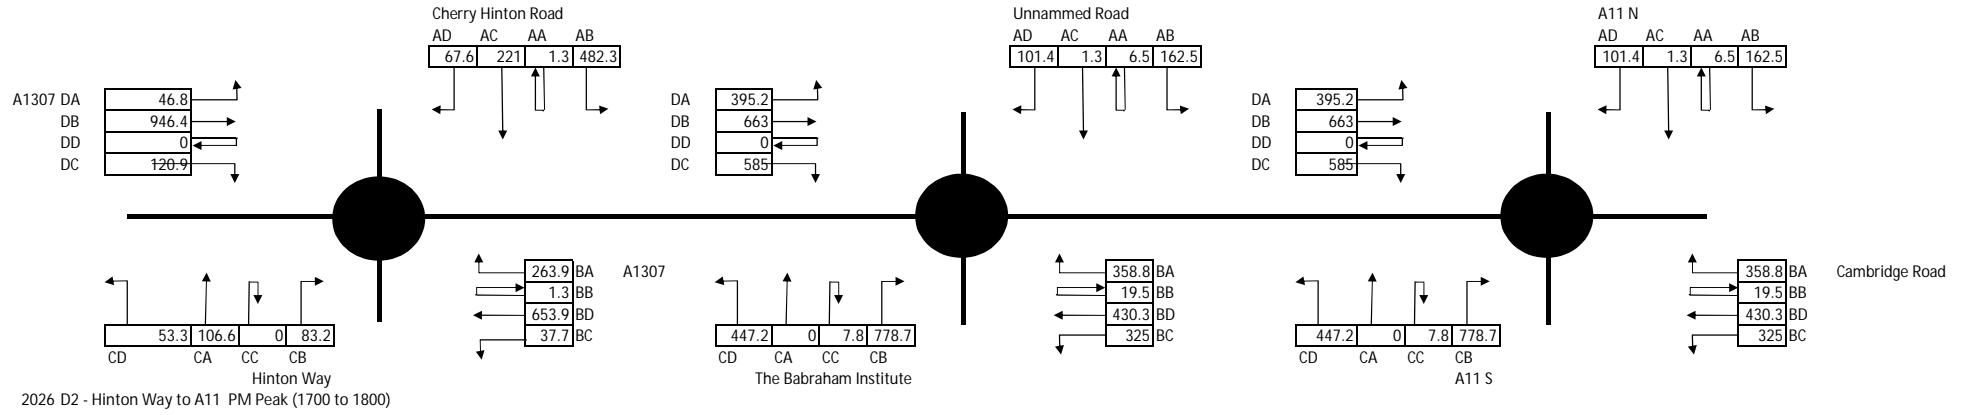 Cherry Hinton Road
Unnammed Road
A11 N
AD AC AA AB
AD AC AA AB
AD AC AA AB
67.6 221 1.3 482.3
101.4 1.3 6.5 162.5
101.4 1.3 6.5 162.5
A1307 DA 46.8
DA 395.2
DA 395.2
DB 946.4
DB 663
DB 663
DD 0
DD 0
DD 0
DC 120.9
DC 585
DC 585
263.9 BA A1307
358.8 BA
358.8 BA Cambridge Road
1.3 BB
19.5 BB
19.5 BB
653.9 BD
430.3 BD
430.3 BD
53.3 106.6 0 83.2
37.7 BC
447.2 0 7.8 778.7
325 BC
447.2 0 7.8 778.7
325 BC
CD CA CC CB
CD CA CC CB
CD CA CC CB
Hinton Way
The Babraham Institute
A11 S
2026 D2 - Hinton Way to A11 PM Peak (1700 to 1800)